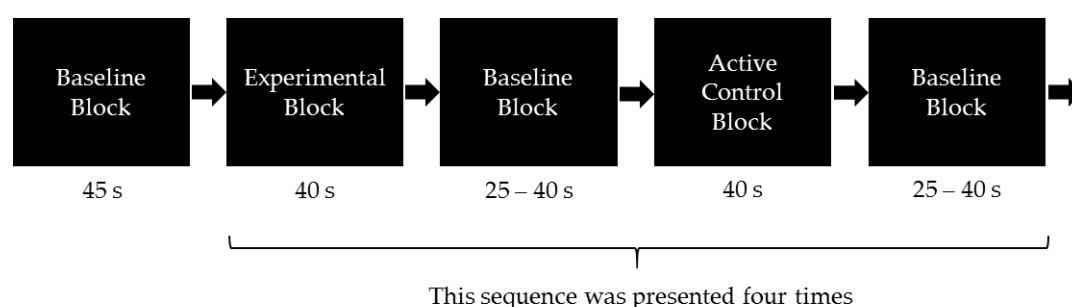 Baseline
Block
Experimental
Block
Baseline
Block
Active
Control
Block
Baseline
Block
45 s
40 s
25 – 40 s
40 s
25 – 40 s
This sequence was presented four times